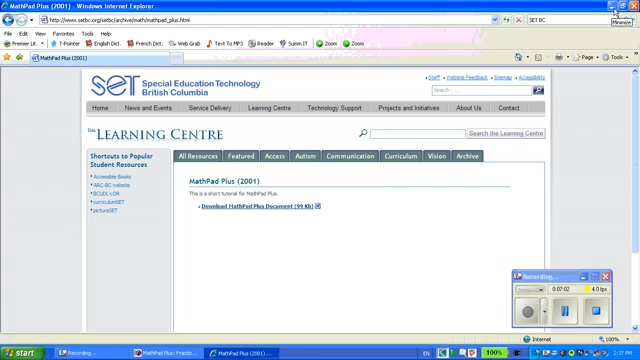 MathPad Plus (2001) - Windows Internet Explorer
http://www.setbc.org/setbc/archive/math/mathpad_plus.html
SET BC
Minimize
File Edit View Favorites Tools Help
Premier Lit. T.Pointer English Dict. French Dict. Web Google Text To MP3 Reader Summ IT Zoom Zoom
MathPad Plus (2001)
Page Tools
SET Special Education Technology
British Columbia
Staff Website Feedback Sitemap Accessibility
Search ...
Home News and Events Service Delivery Learning Centre Technology Support Projects and Initiatives About Us Contact
THE LEARNING CENTRE
Search the Learning Centre
Shortcuts to Popular
Student Resources
Accessible Books
ARC-BC website
BCUDL-LOR
curriculumSET
pictureSET
All Resources Featured Access Autism Communication Curriculum Vision Archive
MathPad Plus (2001)
This is a short tutorial for MathPad Plus.
Download MathPad Plus Document (99 Kb)
Recording...
0:07:02 4.0 fps
Internet 100%
start Recording... MathPad Plus: Practic... MathPad Plus (2001) ... EN 100% 2:37 PM